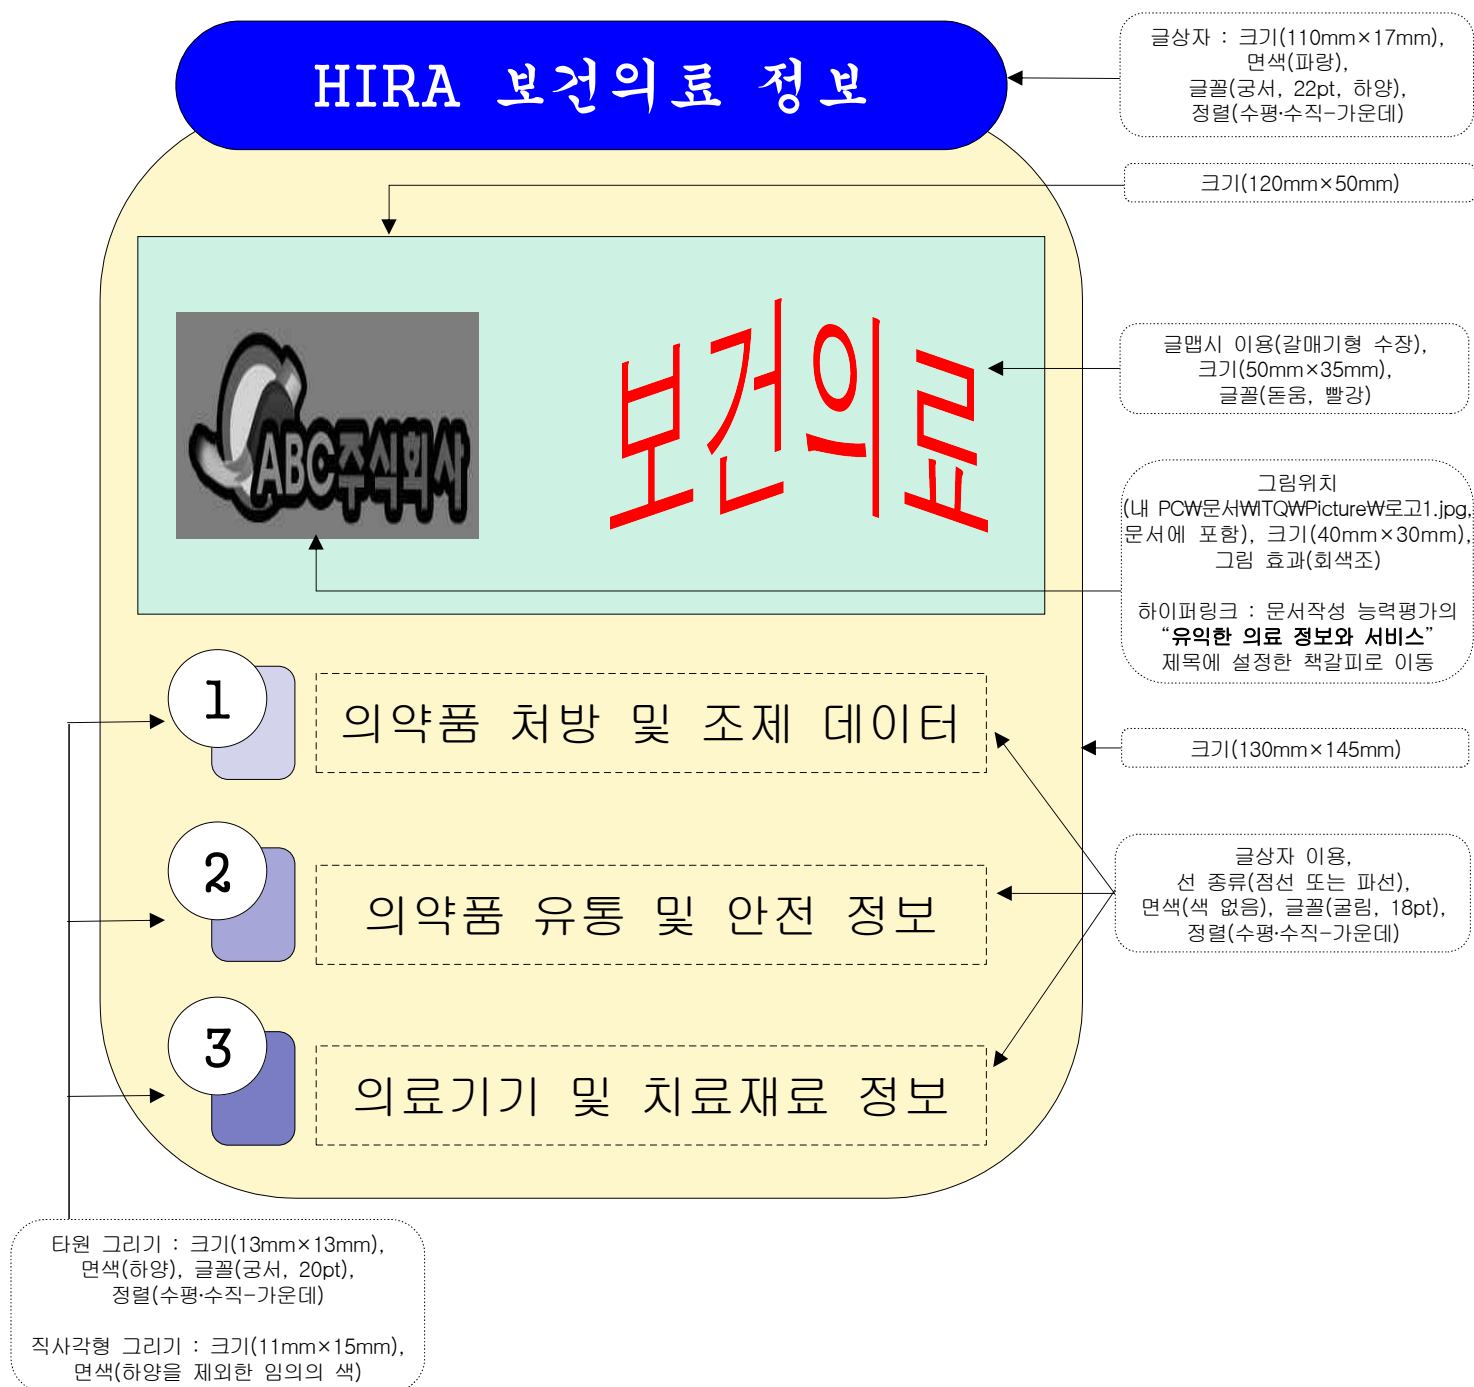 HIRA 보건의료 정보
글상자 : 크기(110mm×17mm),
면색(파랑),
글꼴(궁서, 22pt, 하양),
정렬(수평·수직-가운데)
크기(120mm×50mm)
ABC주식회사
보건의료
글맵시 이용(갈매기형 수장),
크기(50mm×35mm),
글꼴(돋움, 빨강)
그림위치
(내 PC₩문서₩ITQ₩Picture₩로고1.jpg,
문서에 포함), 크기(40mm×30mm),
그림 효과(회색조)
하이퍼링크 : 문서작성 능력평가의
“유익한 의료 정보와 서비스”
제목에 설정한 책갈피로 이동
1
의약품 처방 및 조제 데이터
크기(130mm×145mm)
2
의약품 유통 및 안전 정보
글상자 이용,
선 종류(점선 또는 파선),
면색(색 없음), 글꼴(굴림, 18pt),
정렬(수평·수직-가운데)
3
의료기기 및 치료재료 정보
타원 그리기 : 크기(13mm×13mm),
면색(하양), 글꼴(궁서, 20pt),
정렬(수평·수직-가운데)
직사각형 그리기 : 크기(11mm×15mm),
면색(하양을 제외한 임의의 색)